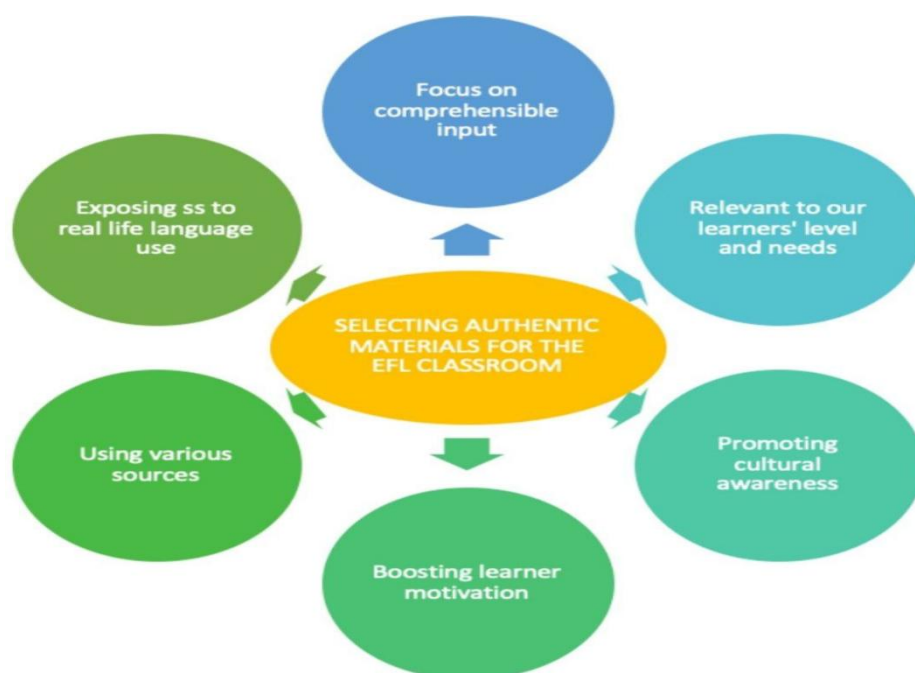 Focus on
comprehensible
input
Relevant to our
learners' level
and needs
Promoting
cultural
awareness
Boosting learner
motivation
Using various
sources
Exposing ss to
real life language
use
SELECTING AUTHENTIC
MATERIALS FOR THE
EFL CLASSROOM